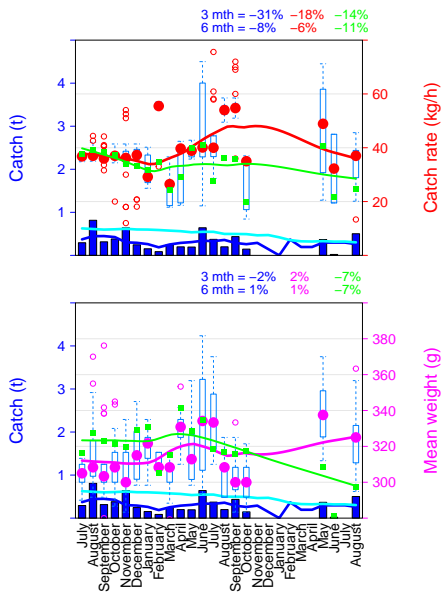 3 mth = −31% −18% −14%
6 mth = −8% −6% −11%
Catch (t)
1
2
3
4
20
40
60
Catch rate (kg/h)
3 mth = −2% 2% −7%
6 mth = 1% 1% −7%
Catch (t)
1
2
3
4
300
320
340
360
380
Mean weight (g)
July
August
September
October
November
December
January
February
March
April
May
June
July
August
September
October
November
December
January
February
March
April
May
June
July
August